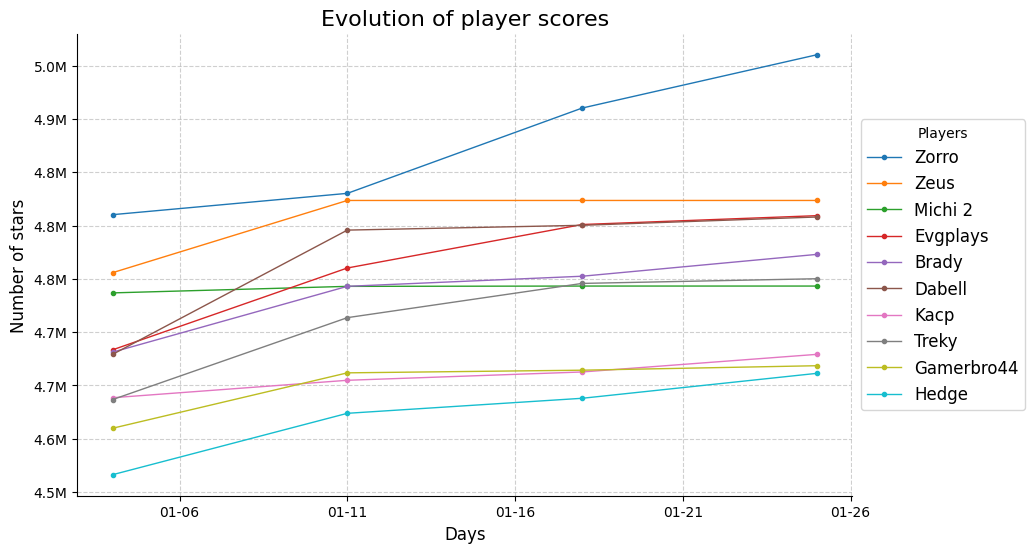 Evolution of player scores
Number of stars
5.0M
4.9M
4.8M
4.8M
4.8M
4.7M
4.7M
4.6M
4.5M
01-06
01-11
01-16
01-21
01-26
Days
Players
Zorro
Zeus
Michi 2
Evgplays
Brady
Dabell
Kacp
Treky
Gamerbro44
Hedge